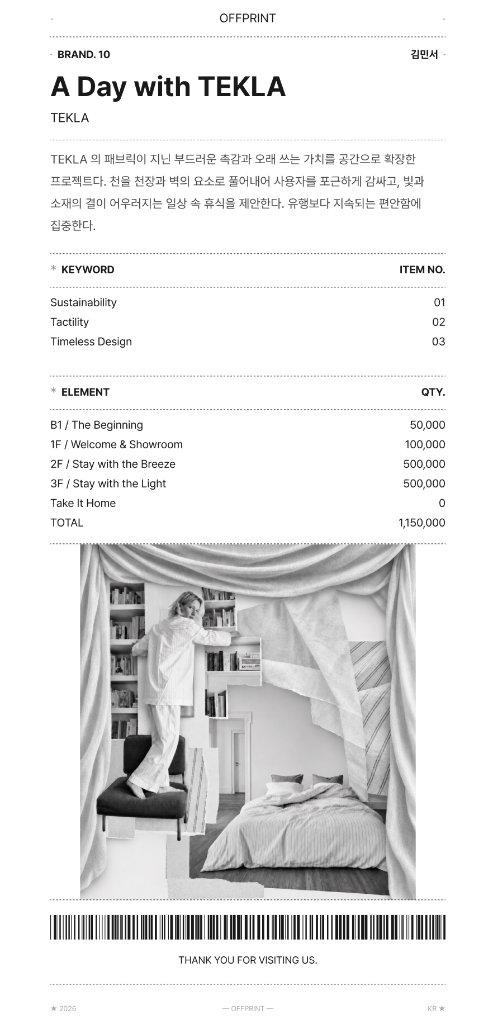 OFFPRINT
BRAND. 10 김민서
A Day with TEKLA
TEKLA
TEKLA 의 패브릭이 지닌 부드러운 촉감과 오래 쓰는 가치를 공간으로 확장한
프로젝트다. 천을 천장과 벽의 요소로 풀어내어 사용자를 포근하게 감싸고, 빛과
소재의 결이 어우러지는 일상 속 휴식을 제안한다. 유행보다 지속되는 편안함에
집중한다.
* KEYWORD ITEM NO.
Sustainability 01
Tactility 02
Timeless Design 03
* ELEMENT QTY.
B1 / The Beginning 50,000
1F / Welcome & Showroom 100,000
2F / Stay with the Breeze 500,000
3F / Stay with the Light 500,000
Take It Home 0
TOTAL 1,150,000
THANK YOU FOR VISITING US.
★ 2026 — OFFPRINT — KR ★